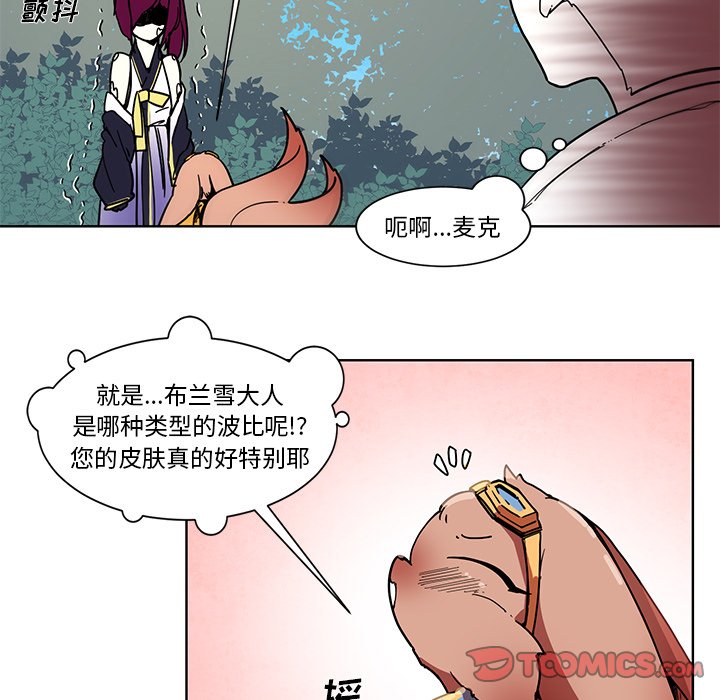 颤抖
呃啊...麦克
就是...布兰雪大人
是哪种类型的波比呢!?
您的皮肤真的好特别耶
TOOMICS.COM